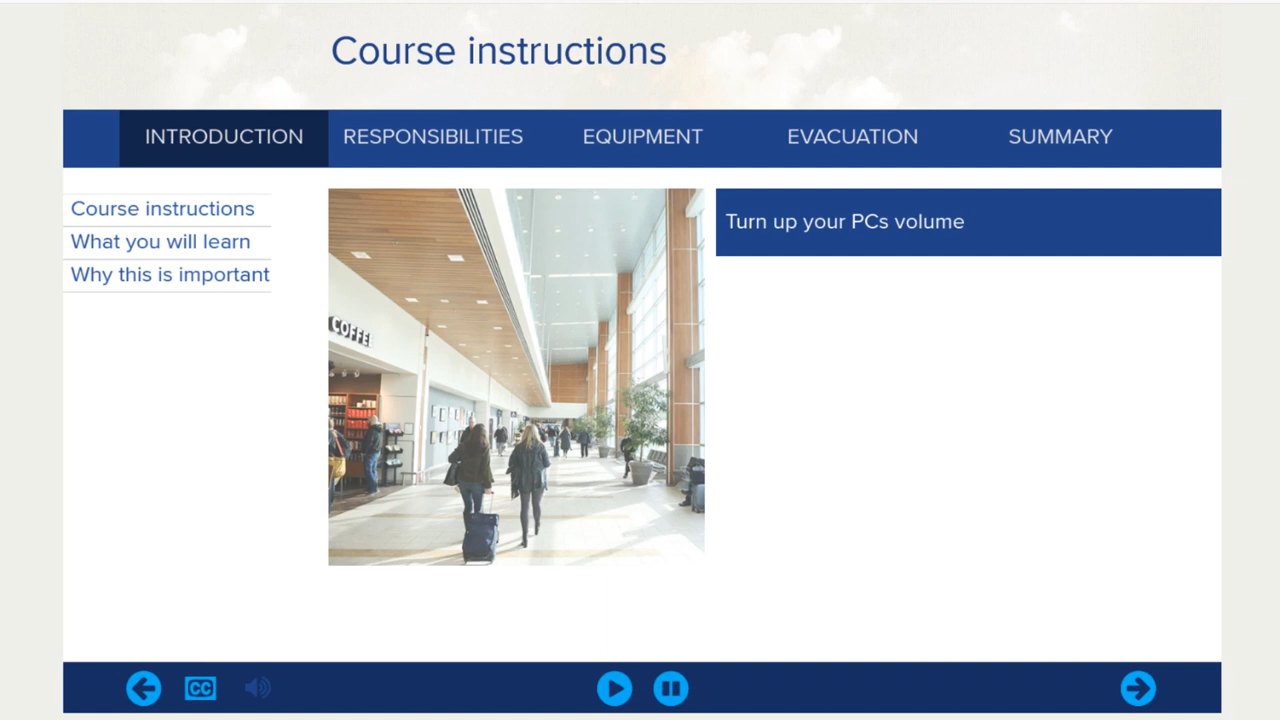 Course instructions
INTRODUCTION RESPONSIBILITIES EQUIPMENT EVACUATION SUMMARY
Course instructions
What you will learn
Why this is important
Turn up your PCs volume
COFFEE
CC